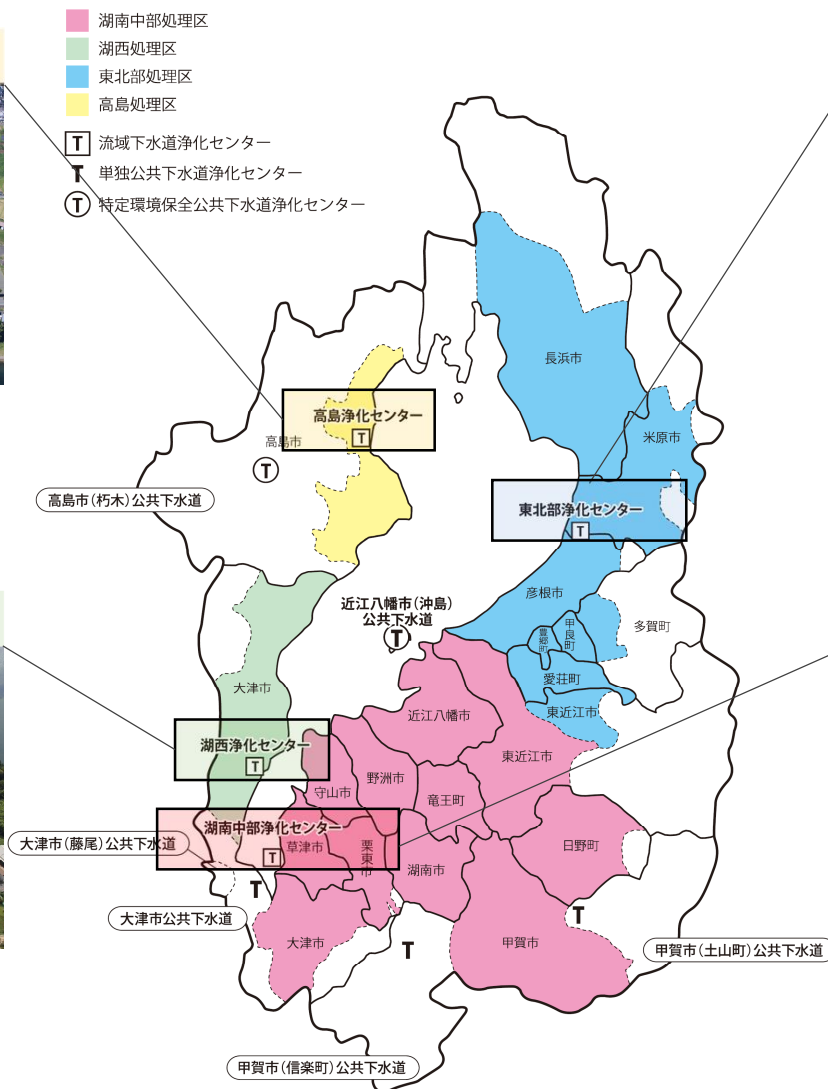 湖南中部処理区
湖西処理区
東北部処理区
高島処理区
T 流域下水道浄化センター
T 単独公共下水道浄化センター
T 特定環境保全公共下水道浄化センター
長浜市
高島浄化センター
T
高島市
T
米原市
高島市(朽木)公共下水道
東北部浄化センター
T
彦根市
近江八幡市(沖島)
公共下水道
T
豊郷町
甲良町
多賀町
愛荘町
大津市
近江八幡市
東近江市
湖西浄化センター
T
東近江市
野洲市
守山市
竜王町
湖南中部浄化センター
T
大津市(藤尾)公共下水道
草津市
栗東市
日野町
湖南市
T
大津市公共下水道
T
大津市
甲賀市
T
甲賀市(土山町)公共下水道
甲賀市(信楽町)公共下水道